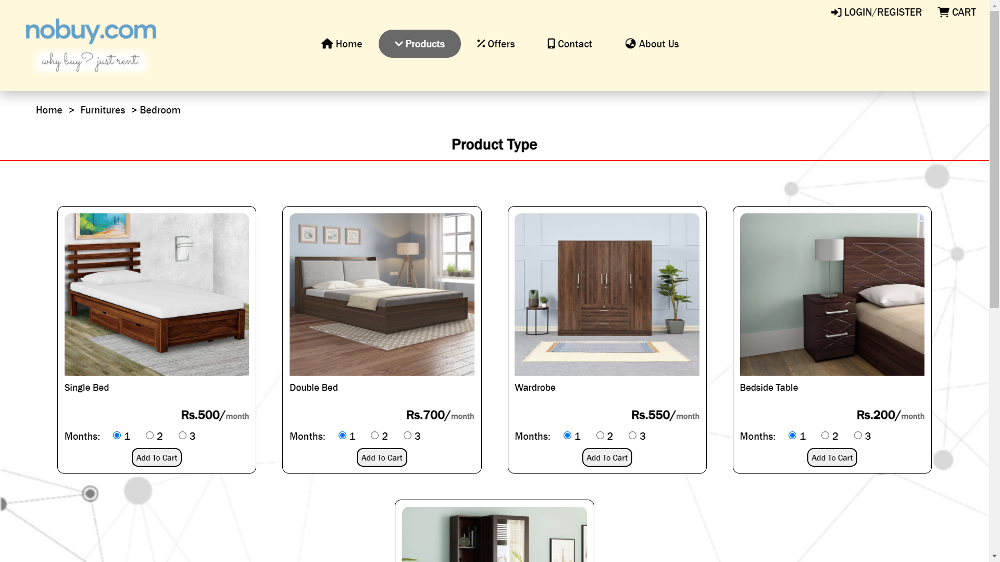 LOGIN/REGISTER CART
nobuy.com
why buy? just rent.
Home Products Offers Contact About Us
Home > Furnitures > Bedroom
Product Type
Single Bed
Rs.500/month
Months: 1 2 3
Add To Cart
Double Bed
Rs.700/month
Months: 1 2 3
Add To Cart
Wardrobe
Rs.550/month
Months: 1 2 3
Add To Cart
Bedside Table
Rs.200/month
Months: 1 2 3
Add To Cart